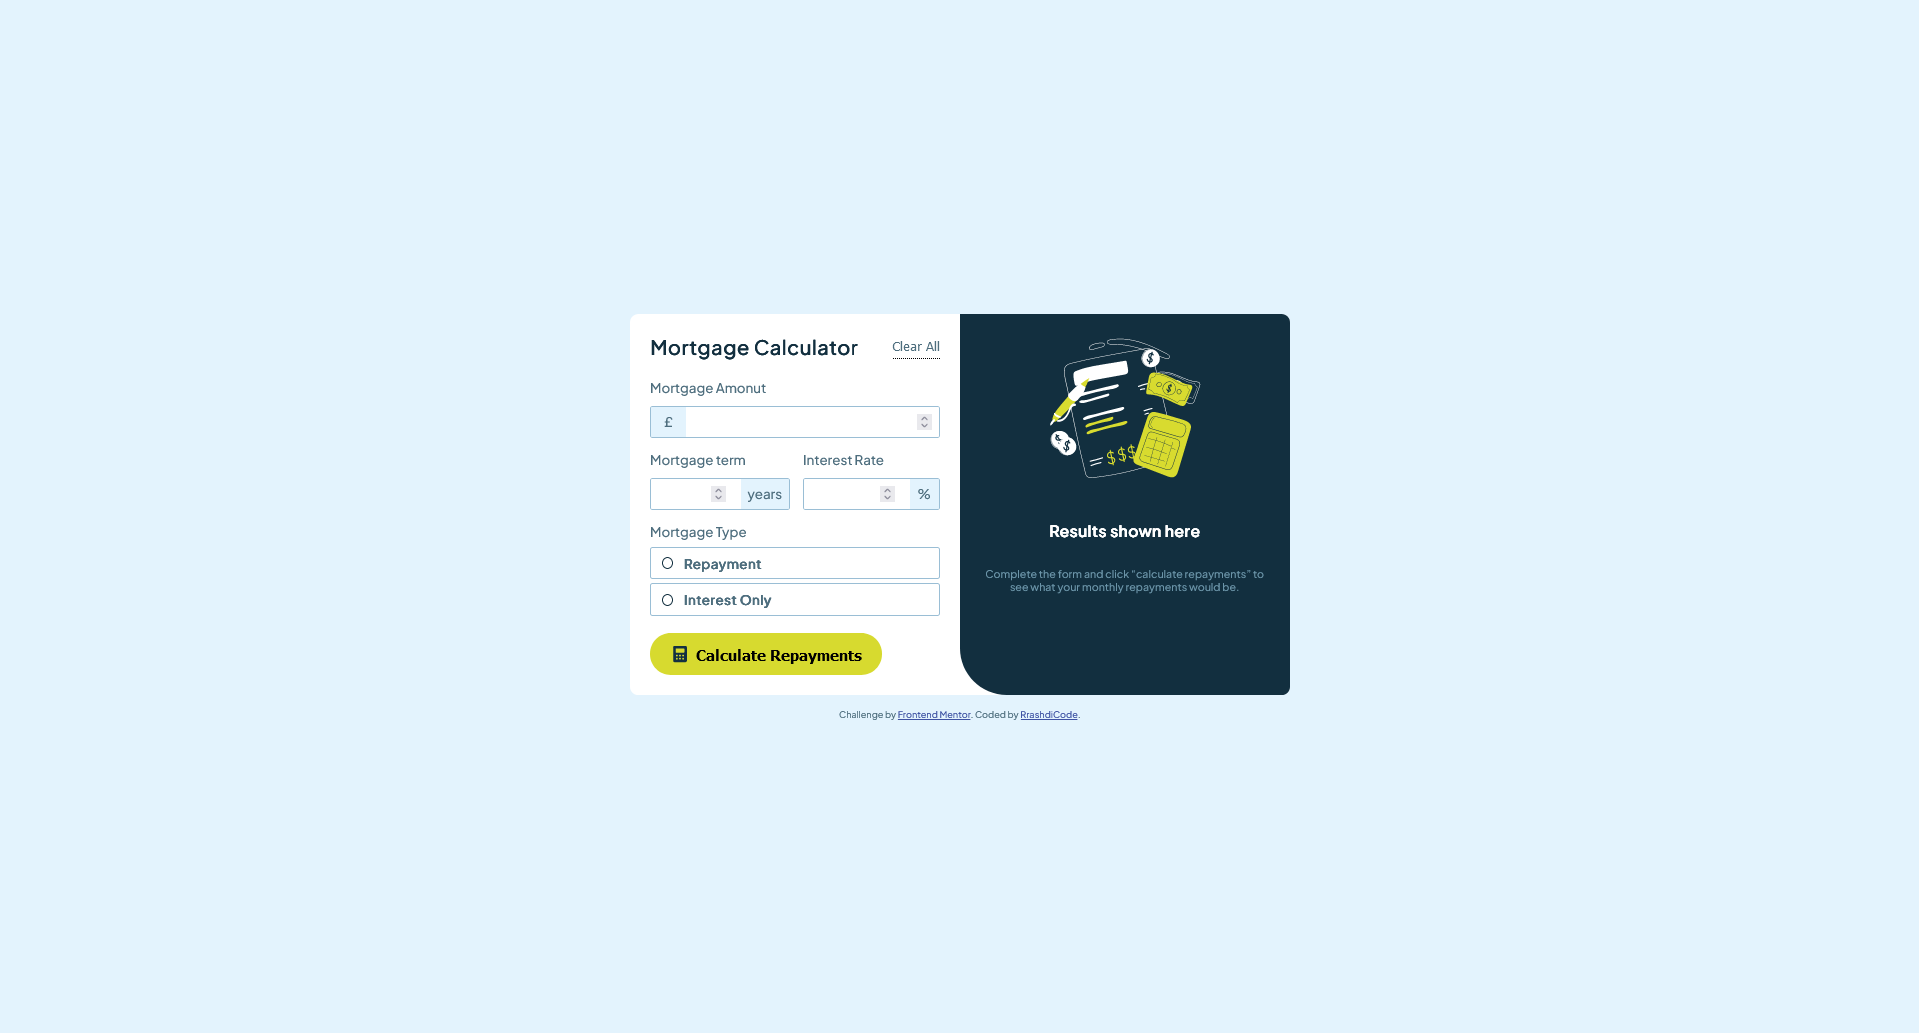 Mortgage Calculator
Clear All
Mortgage Amonut
£
Mortgage term
Interest Rate
years
%
Mortgage Type
Repayment
Interest Only
Calculate Repayments
$
$
$
$
$$$
Results shown here
Complete the form and click “calculate repayments” to
see what your monthly repayments would be.
Challenge by Frontend Mentor. Coded by RrashdiCode.